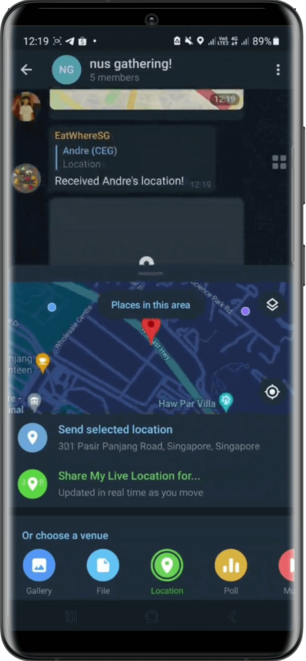 12:19
89%
NG
nus gathering!
5 members
12:19
EatWhereSG
Andre (CEG)
Location
Received Andre's location!
12:19
Places in this area
Haw Par Villa
Send selected location
301 Pasir Panjang Road, Singapore, Singapore
Share My Live Location for...
Updated in real time as you move
Or choose a venue
Gallery
File
Location
Poll